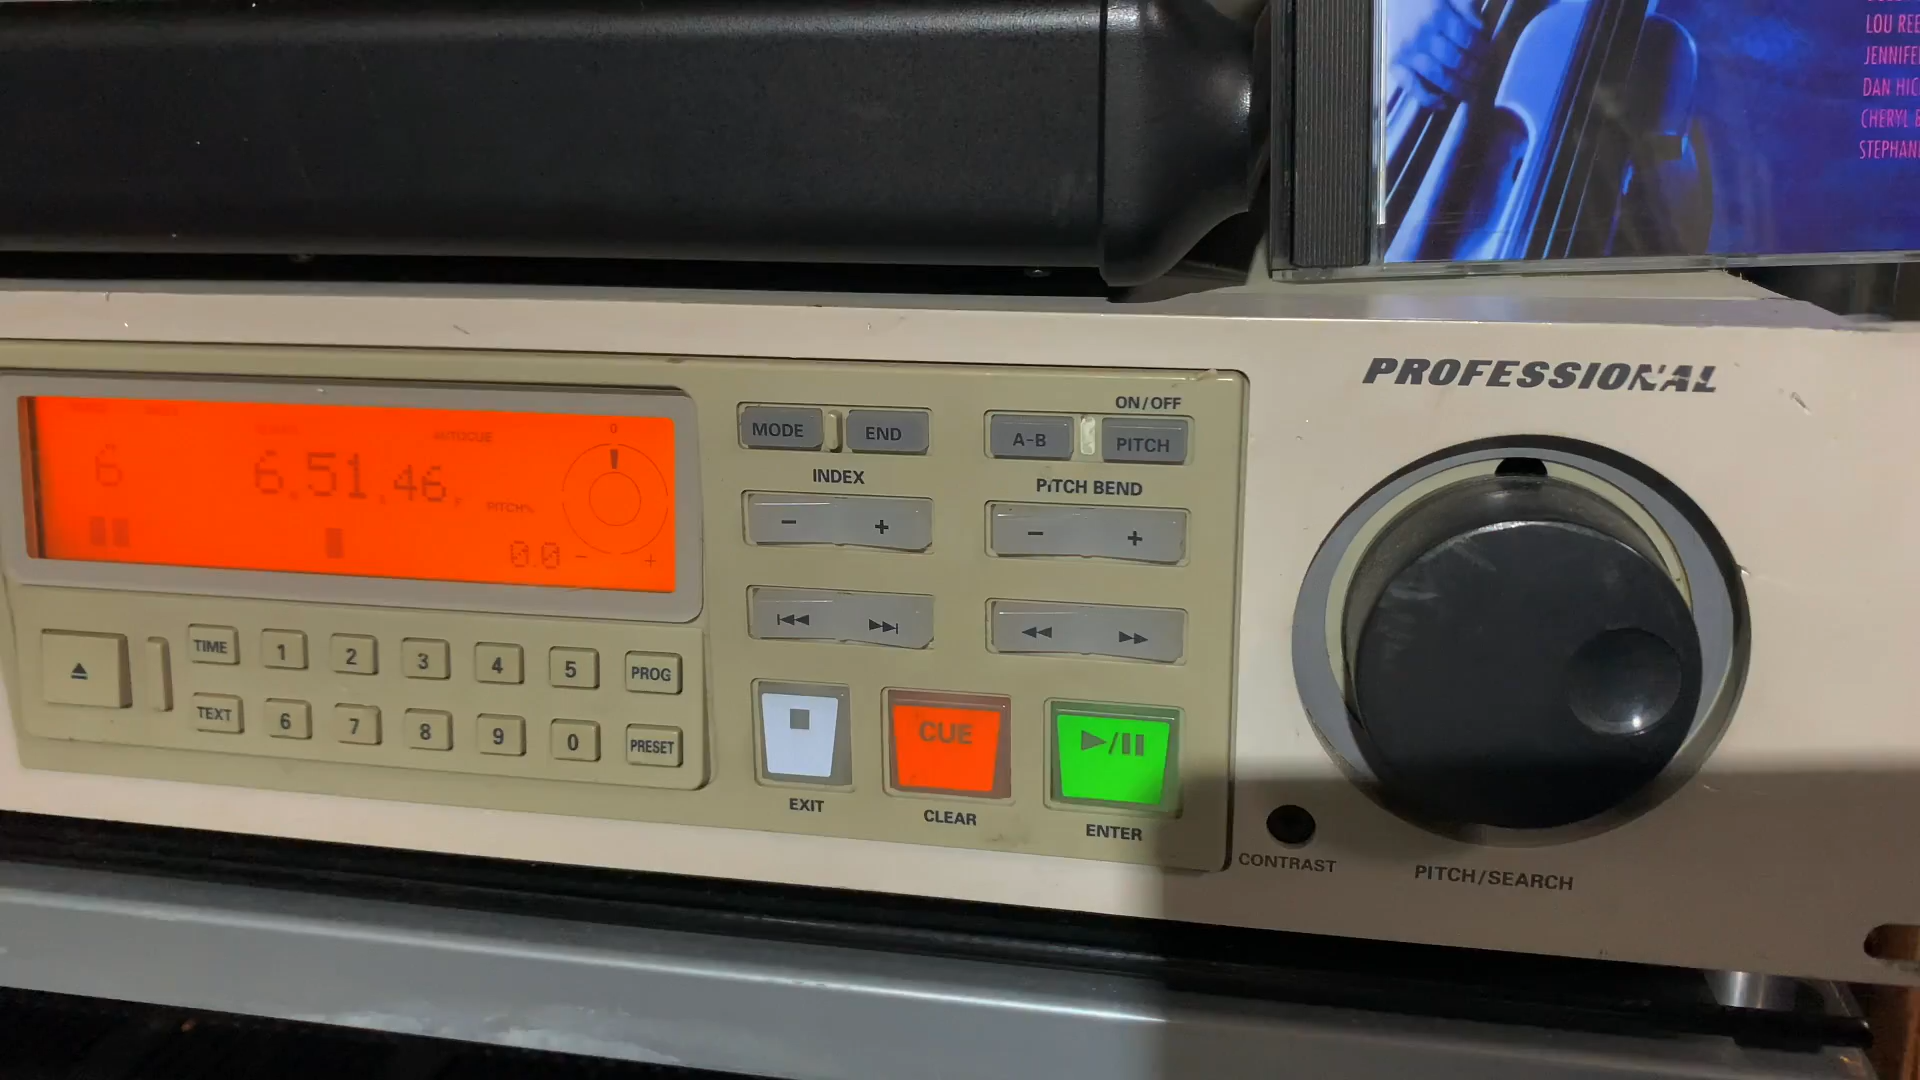 LOU REE
JENNIFE
DAN HIC
CHERYL B
STEPHAN
PROFESSIONAL
AUTOCUE
0
6 6.51.46 F
PITCH%
0.0 - +
ON/OFF
MODE END A-B PITCH
INDEX PITCH BEND
- + - +
TIME 1 2 3 4 5 PROG
TEXT 6 7 8 9 0 PRESET
CUE
EXIT CLEAR ENTER
CONTRAST PITCH/SEARCH